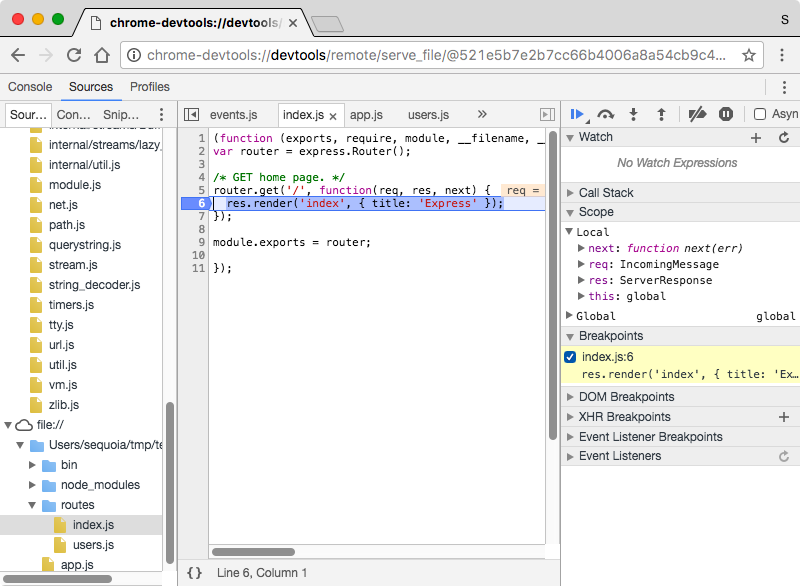 chrome-devtools://devtools/
S
chrome-devtools://devtools/remote/serve_file/@521e5b7e2b7cc66b4006a8a54cb9c4...
Console Sources Profiles
Sour... Con... Snip...
events.js index.js × app.js users.js »
Asyn
internal/streams/lazy_
internal/util.js
module.js
net.js
path.js
querystring.js
stream.js
string_decoder.js
timers.js
tty.js
url.js
util.js
vm.js
zlib.js
file://
Users/sequoia/tmp/te
bin
node_modules
routes
index.js
users.js
app.js
1 (function (exports, require, module, __filename, __
2 var router = express.Router();
3
4 /* GET home page. */
5 router.get('/', function(req, res, next) { req =
6 res.render('index', { title: 'Express' });
7 });
8
9 module.exports = router;
10
11 });
{} Line 6, Column 1
Watch
No Watch Expressions
Call Stack
Scope
Local
next: function next(err)
req: IncomingMessage
res: ServerResponse
this: global
Global global
Breakpoints
index.js:6
res.render('index', { title: 'Ex…
DOM Breakpoints
XHR Breakpoints
Event Listener Breakpoints
Event Listeners